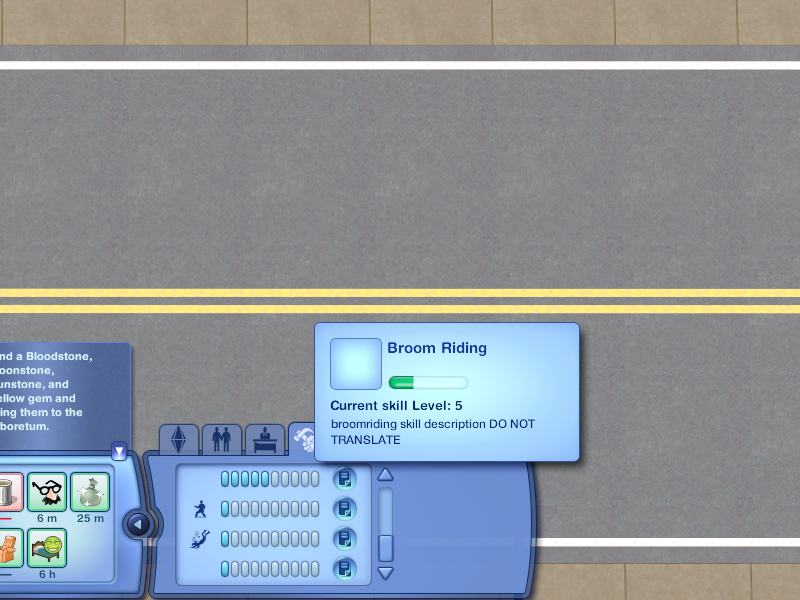 Broom Riding
Current skill Level: 5
broomriding skill description DO NOT
TRANSLATE
nd a Bloodstone,
oonstone,
unstone, and
ellow gem and
ing them to the
boretum.
6 m
25 m
6 h